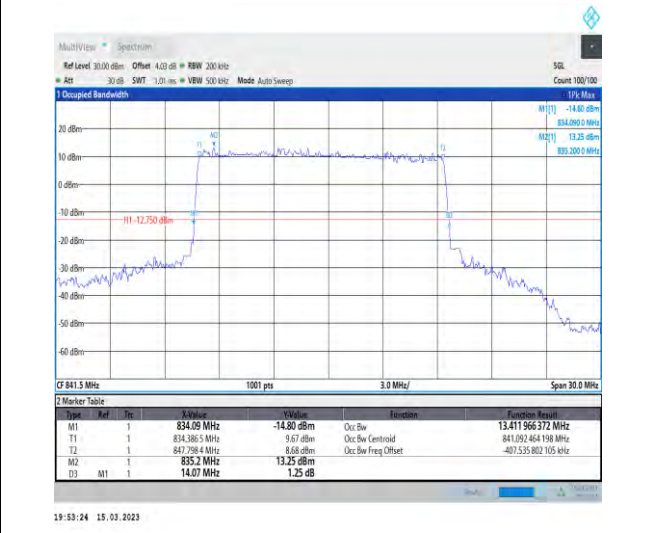 MultiView Spectrum
Ref Level 30.00 dBm Offset 4.03 dB RBW 200 kHz SGL
Att 30 dB SWT 1.01 ms VBW 500 kHz Mode Auto Sweep Count 100/100
1 Occupied Bandwidth 1Pk Max
M1[1] -14.80 dBm
834.090 0 MHz
M2[1] 13.25 dBm
835.200 0 MHz
20 dBm
M2
T1
T2
10 dBm
0 dBm
-10 dBm
M1
D3
H1 -12.750 dBm
-20 dBm
-30 dBm
-40 dBm
-50 dBm
-60 dBm
CF 841.5 MHz 1001 pts 3.0 MHz/ Span 30.0 MHz
2 Marker Table
Type Ref Trc X-Value Y-Value Function Function Result
M1 1 834.09 MHz -14.80 dBm Occ Bw 13.411 966 372 MHz
T1 1 834.386 5 MHz 9.67 dBm Occ Bw Centroid 841.092 464 198 MHz
T2 1 847.798 4 MHz 8.68 dBm Occ Bw Freq Offset -407.535 802 105 kHz
M2 1 835.2 MHz 13.25 dBm
D3 M1 1 14.07 MHz 1.25 dB
19:53:24 15.03.2023